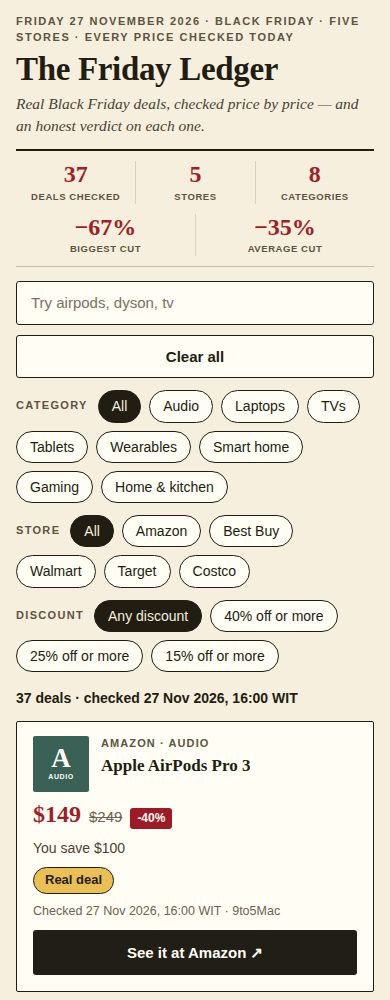 FRIDAY 27 NOVEMBER 2026 · BLACK FRIDAY · FIVE
STORES · EVERY PRICE CHECKED TODAY
The Friday Ledger
Real Black Friday deals, checked price by price — and
an honest verdict on each one.
37 5 8
DEALS CHECKED STORES CATEGORIES
−67% −35%
BIGGEST CUT AVERAGE CUT
Try airpods, dyson, tv
Clear all
CATEGORY All Audio Laptops TVs
Tablets Wearables Smart home
Gaming Home & kitchen
STORE All Amazon Best Buy
Walmart Target Costco
DISCOUNT Any discount 40% off or more
25% off or more 15% off or more
37 deals · checked 27 Nov 2026, 16:00 WIT
A
AUDIO
AMAZON · AUDIO
Apple AirPods Pro 3
$149 $249 -40%
You save $100
Real deal
Checked 27 Nov 2026, 16:00 WIT · 9to5Mac
See it at Amazon ↗